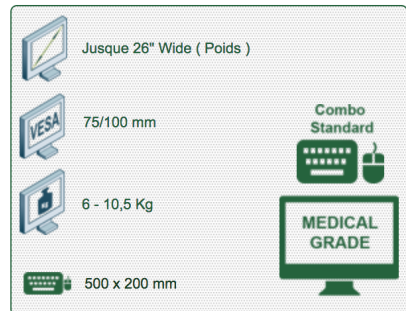 Jusque 26" Wide ( Poids )
VESA
75/100 mm
Combo
Standard
KG
6 - 10,5 Kg
MEDICAL
GRADE
500 x 200 mm